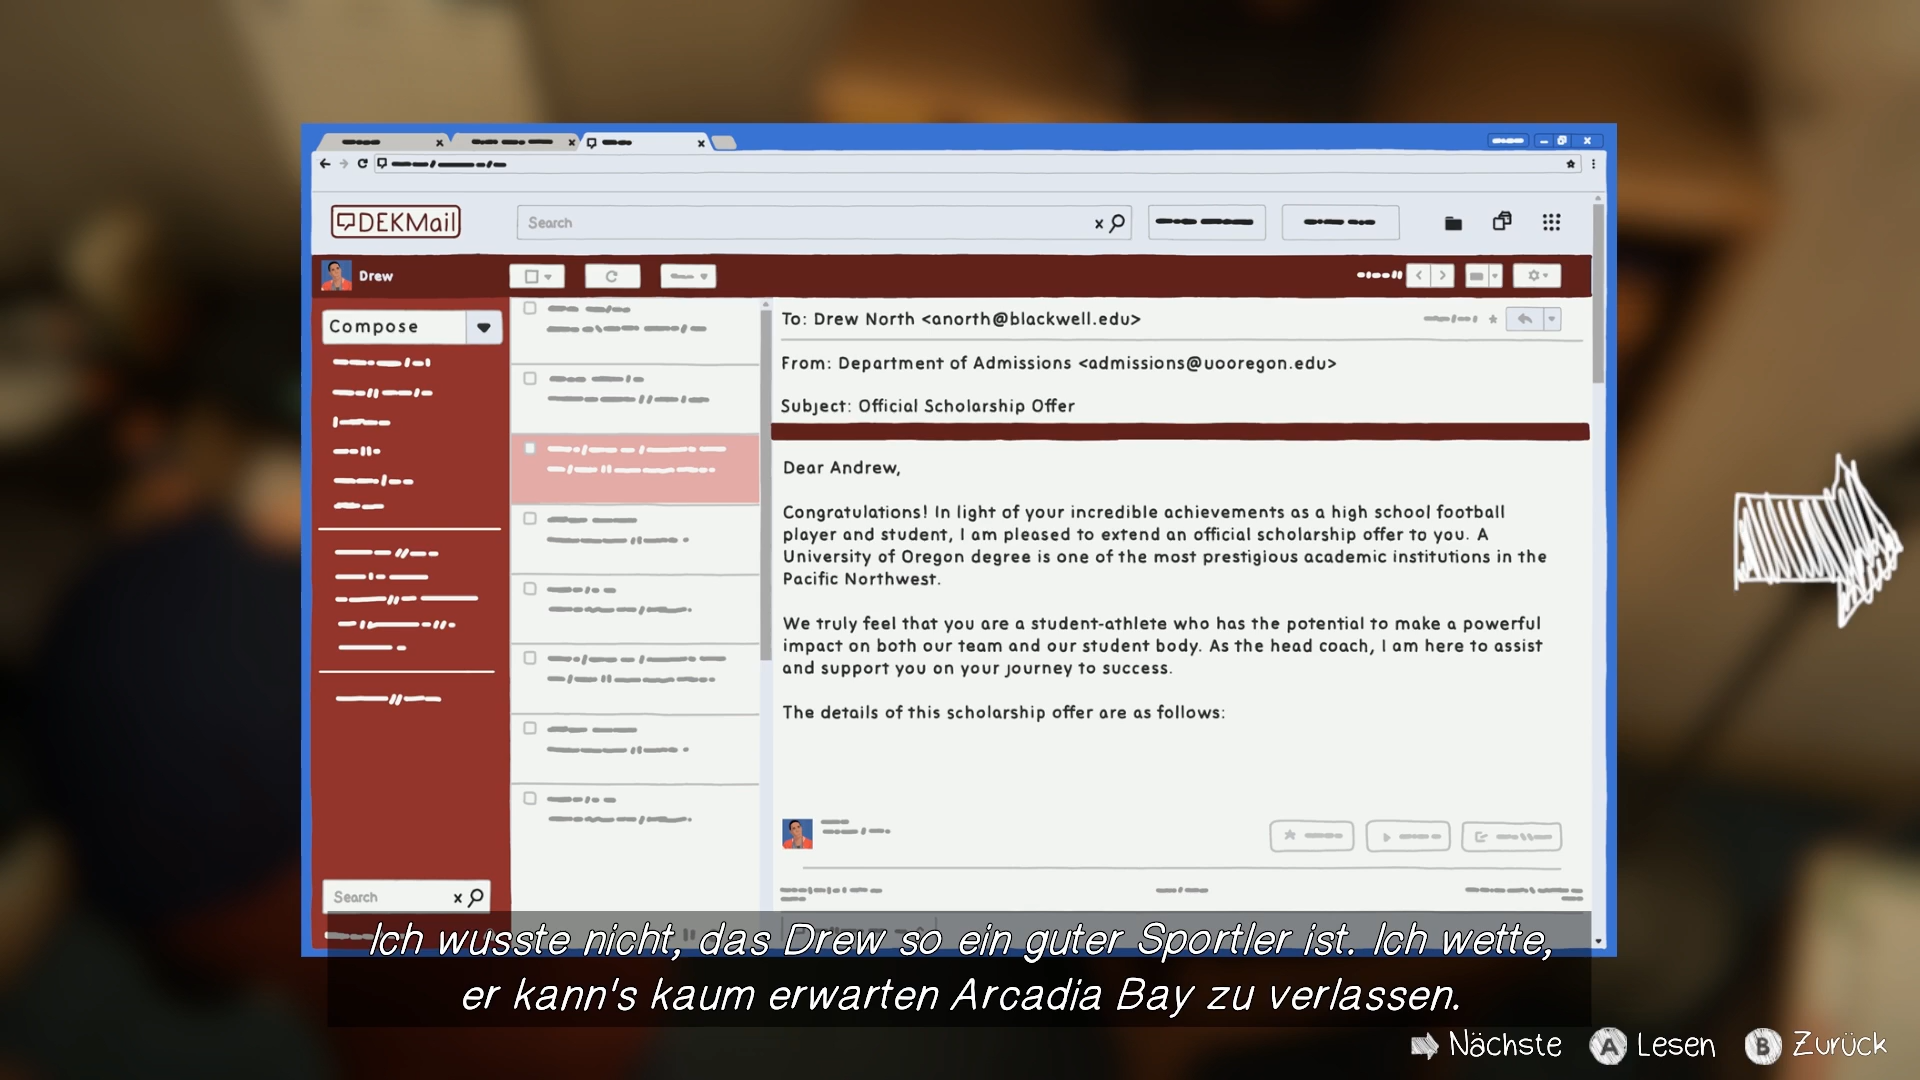 DEKMail
Search
Drew
Compose
To: Drew North <anorth@blackwell.edu>
From: Department of Admissions <admissions@uooregon.edu>
Subject: Official Scholarship Offer
Dear Andrew,
Congratulations! In light of your incredible achievements as a high school football
player and student, I am pleased to extend an official scholarship offer to you. A
University of Oregon degree is one of the most prestigious academic institutions in the
Pacific Northwest.
We truly feel that you are a student-athlete who has the potential to make a powerful
impact on both our team and our student body. As the head coach, I am here to assist
and support you on your journey to success.
The details of this scholarship offer are as follows:
Search
Ich wusste nicht, das Drew so ein guter Sportler ist. Ich wette,
er kann's kaum erwarten Arcadia Bay zu verlassen.
Nächste A Lesen B Zurück